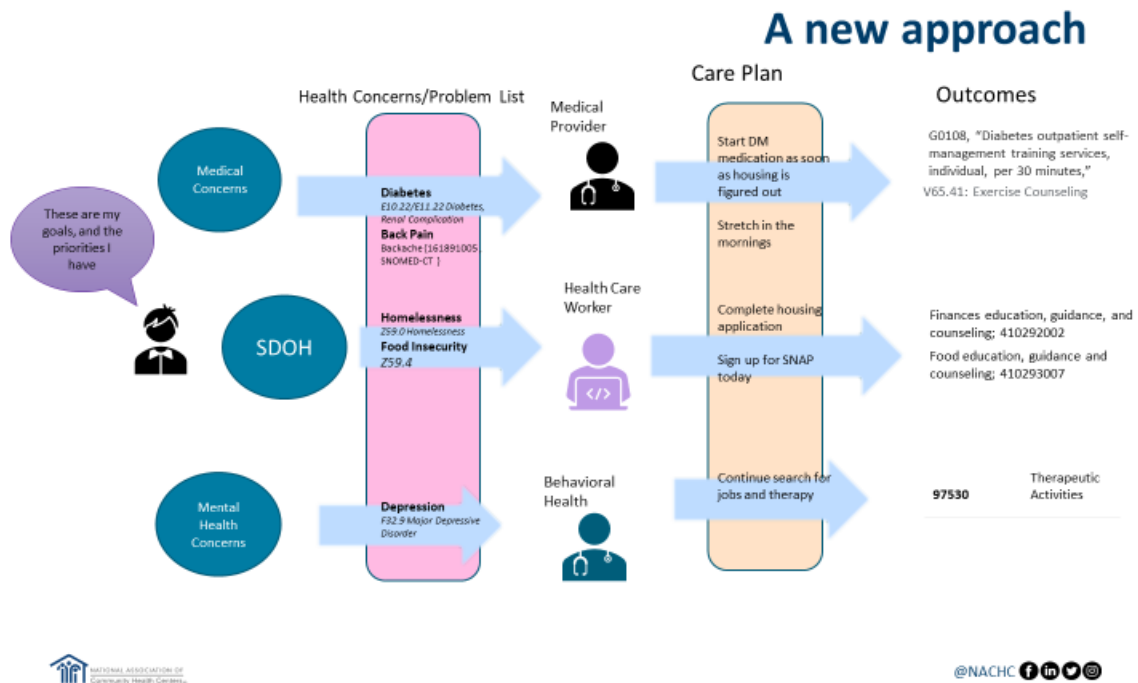 A new approach
Care Plan
Health Concerns/Problem List
Medical
Provider
Outcomes
Medical
Concerns
Diabetes
E10.22/E11.22 Diabetes,
Renal Complication
Back Pain
Backache [161891005,
SNOMED-CT ]
Start DM
medication as soon
as housing is
figured out
Stretch in the
mornings
G0108, “Diabetes outpatient self-
management training services,
individual, per 30 minutes,”
V65.41: Exercise Counseling
These are my
goals, and the
priorities I
have
SDOH
Homelessness
Z59.0 Homelessness
Food Insecurity
Z59.4
Health Care
Worker
</>
Complete housing
application
Sign up for SNAP
today
Finances education, guidance, and
counseling; 410292002
Food education, guidance and
counseling; 410293007
Mental
Health
Concerns
Depression
F32.9 Major Depressive
Disorder
Behavioral
Health
Continue search for
jobs and therapy
97530
Therapeutic
Activities
NATIONAL ASSOCIATION OF
Community Health Centers
@NACHC